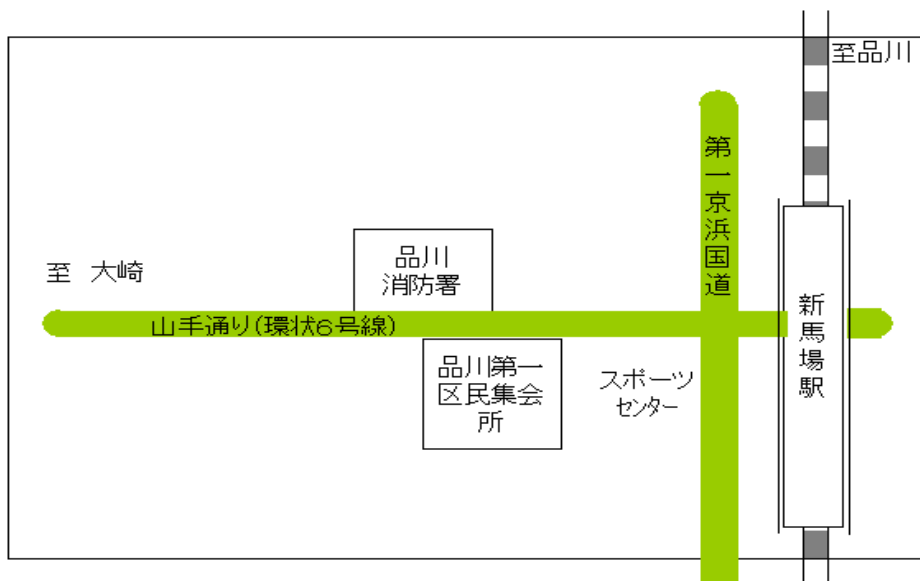 至品川
第一京浜国道
至 大崎
品川
消防署
山手通り(環状6号線)
新馬場駅
品川第一
区民集会
所
スポーツ
センター